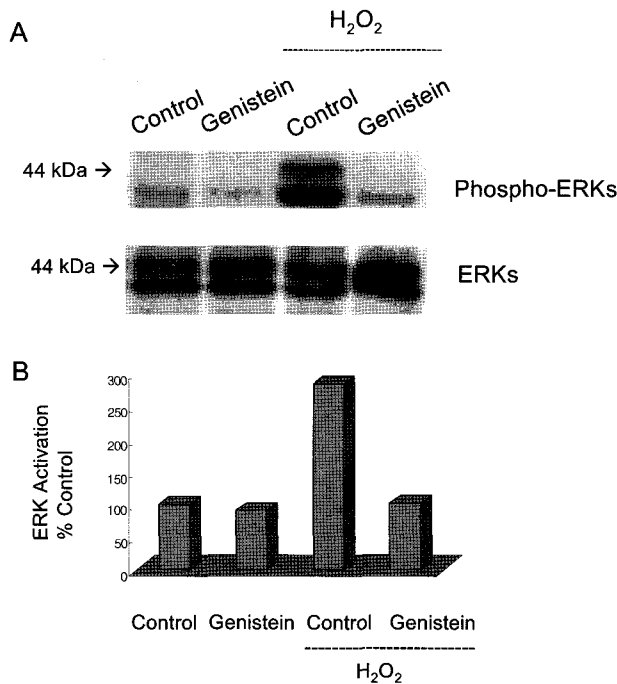 A
H₂O₂
Control Genistein Control Genistein
44 kDa → Phospho-ERKs
44 kDa → ERKs
B
ERK Activation
% Control
300
250
200
150
100
50
0
Control Genistein Control Genistein
H₂O₂